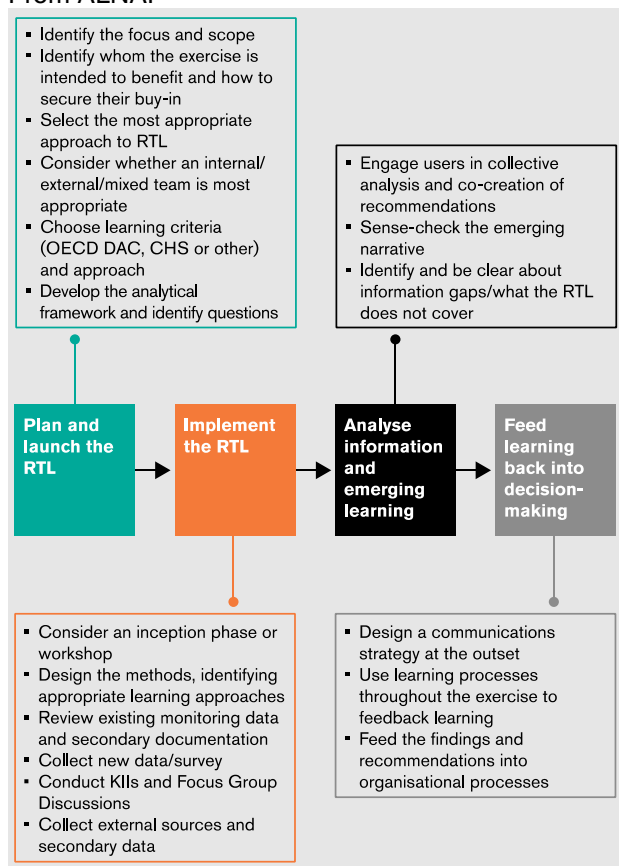 From ALNAP
▪ Identify the focus and scope
▪ Identify whom the exercise is
intended to benefit and how to
secure their buy-in
▪ Select the most appropriate
approach to RTL
▪ Consider whether an internal/
external/mixed team is most
appropriate
▪ Choose learning criteria
(OECD DAC, CHS or other)
and approach
▪ Develop the analytical
framework and identify questions
▪ Engage users in collective
analysis and co-creation of
recommendations
▪ Sense-check the emerging
narrative
▪ Identify and be clear about
information gaps/what the RTL
does not cover
Plan and
launch the
RTL
Implement
the RTL
Analyse
information
and
emerging
learning
Feed
learning
back into
decision-
making
▪ Consider an inception phase or
workshop
▪ Design the methods, identifying
appropriate learning approaches
▪ Review existing monitoring data
and secondary documentation
▪ Collect new data/survey
▪ Conduct KIIs and Focus Group
Discussions
▪ Collect external sources and
secondary data
▪ Design a communications
strategy at the outset
▪ Use learning processes
throughout the exercise to
feedback learning
▪ Feed the findings and
recommendations into
organisational processes